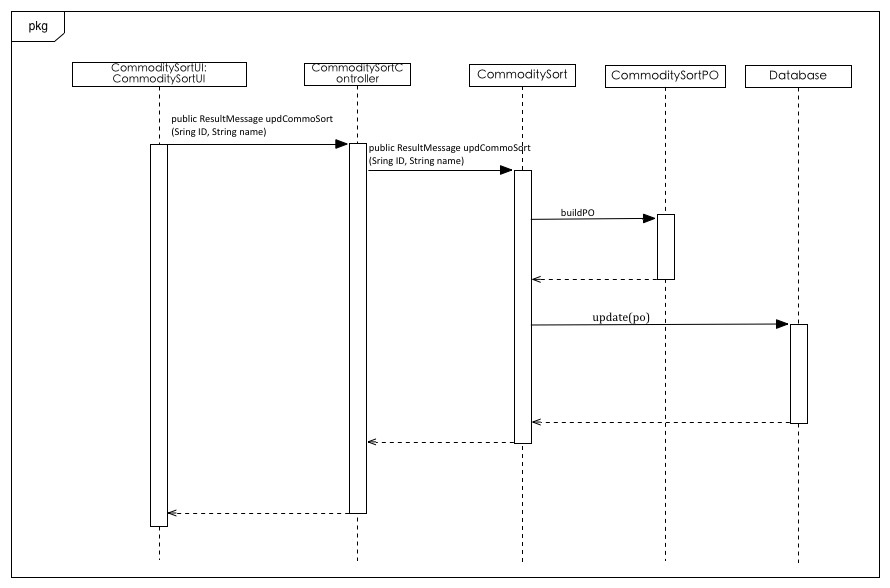 pkg
CommoditySortUI:
CommoditySortUI
CommoditySortC
ontroller
CommoditySort
CommoditySortPO
Database
public ResultMessage updCommoSort
(Sring ID, String name)
public ResultMessage updCommoSort
(Sring ID, String name)
buildPO
update(po)